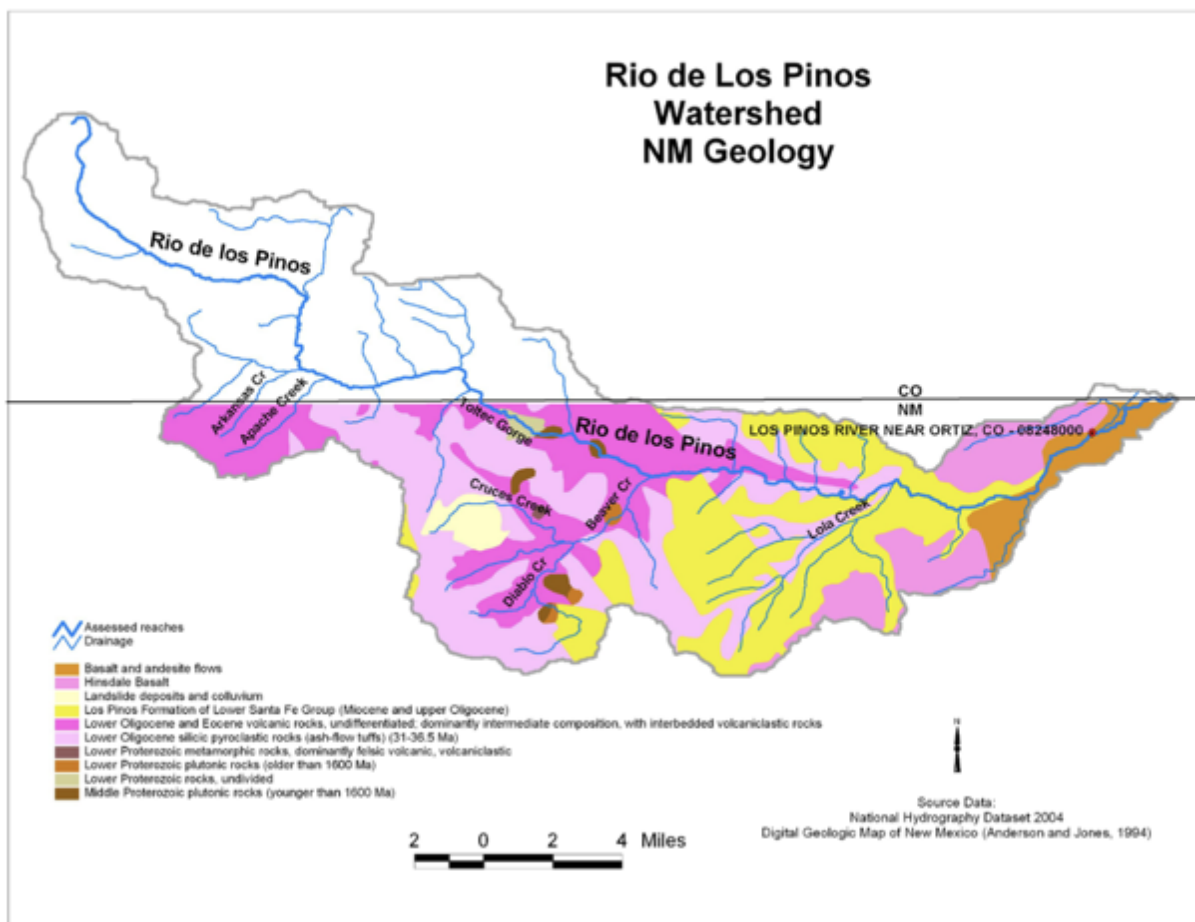 Rio de Los Pinos
Watershed
NM Geology
Rio de los Pinos
Arkansas Cr
Apache Creek
CO
NM
Toltec Gorge
Rio de los Pinos
LOS PINOS RIVER NEAR ORTIZ, CO - 08248000
Cruces Creek
Beaver Cr
Lola Creek
Diablo Cr
Assessed reaches
Drainage
Basalt and andesite flows
Hinsdale Basalt
Landslide deposits and colluvium
Los Pinos Formation of Lower Santa Fe Group (Miocene and upper Oligocene)
Lower Oligocene and Eocene volcanic rocks, undifferentiated; dominantly intermediate composition, with interbedded volcaniclastic rocks
Lower Oligocene silicic pyroclastic rocks (ash-flow tuffs) (31-36.5 Ma)
Lower Proterozoic metamorphic rocks, dominantly felsic volcanic, volcaniclastic
Lower Proterozoic plutonic rocks (older than 1600 Ma)
Lower Proterozoic rocks, undivided
Middle Proterozoic plutonic rocks (younger than 1600 Ma)
N
Source Data:
National Hydrography Dataset 2004
Digital Geologic Map of New Mexico (Anderson and Jones, 1994)
2 0 2 4 Miles